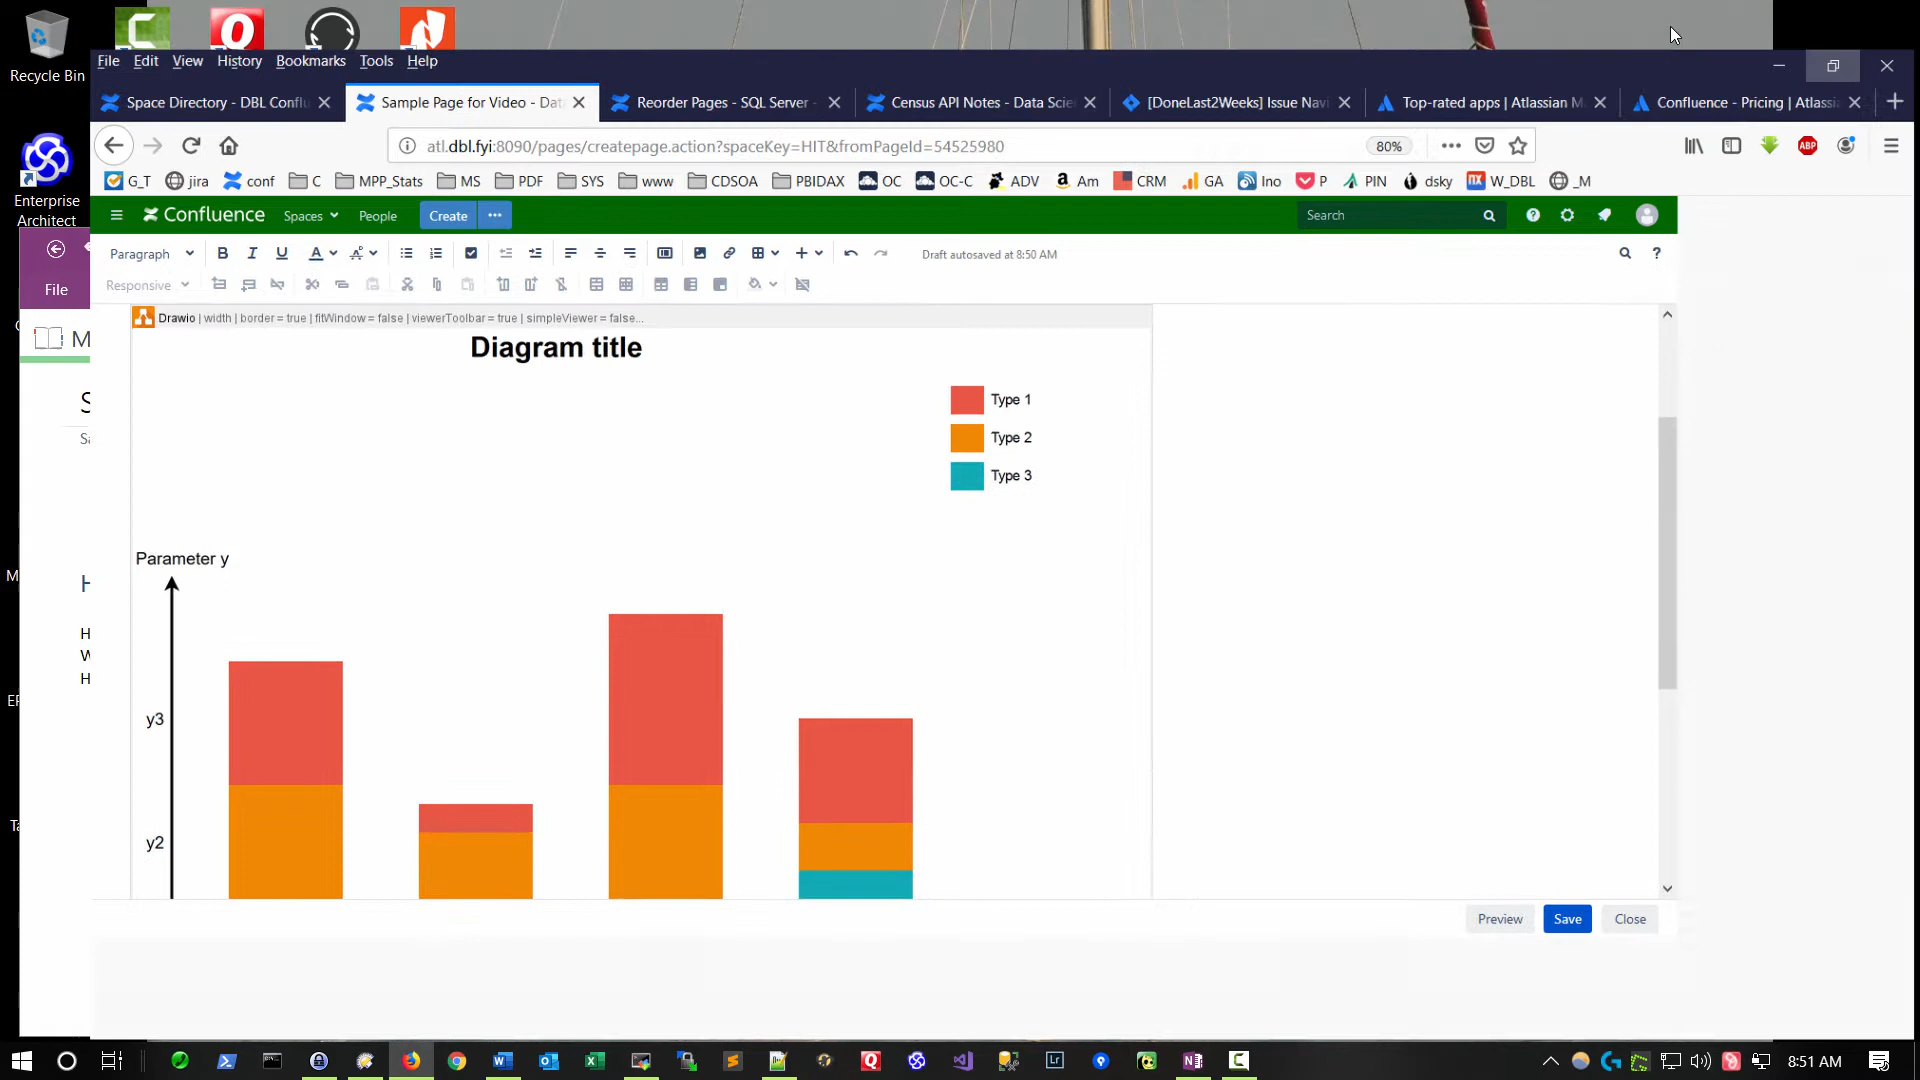 Recycle Bin
Enterprise
Architect
File
M
File Edit View History Bookmarks Tools Help
Space Directory - DBL Conflu
Sample Page for Video - Dat
Reorder Pages - SQL Server -
Census API Notes - Data Scie
[DoneLast2Weeks] Issue Navi
Top-rated apps | Atlassian M
Confluence - Pricing | Atlassia
atl.dbl.fyi:8090/pages/createpage.action?spaceKey=HIT&fromPageId=54525980
80%
ABP
G_T jira conf C MPP_Stats MS PDF SYS www CDSOA PBIDAX OC OC-C ADV Am CRM GA Ino P PIN dsky W_DBL _M
Confluence Spaces People Create ••• Search
Paragraph B I U A Draft autosaved at 8:50 AM ?
Responsive
Drawio | width | border = true | fitWindow = false | viewerToolbar = true | simpleViewer = false...
Diagram title
Type 1
Type 2
Type 3
Parameter y
y3
y2
Preview Save Close
8:51 AM